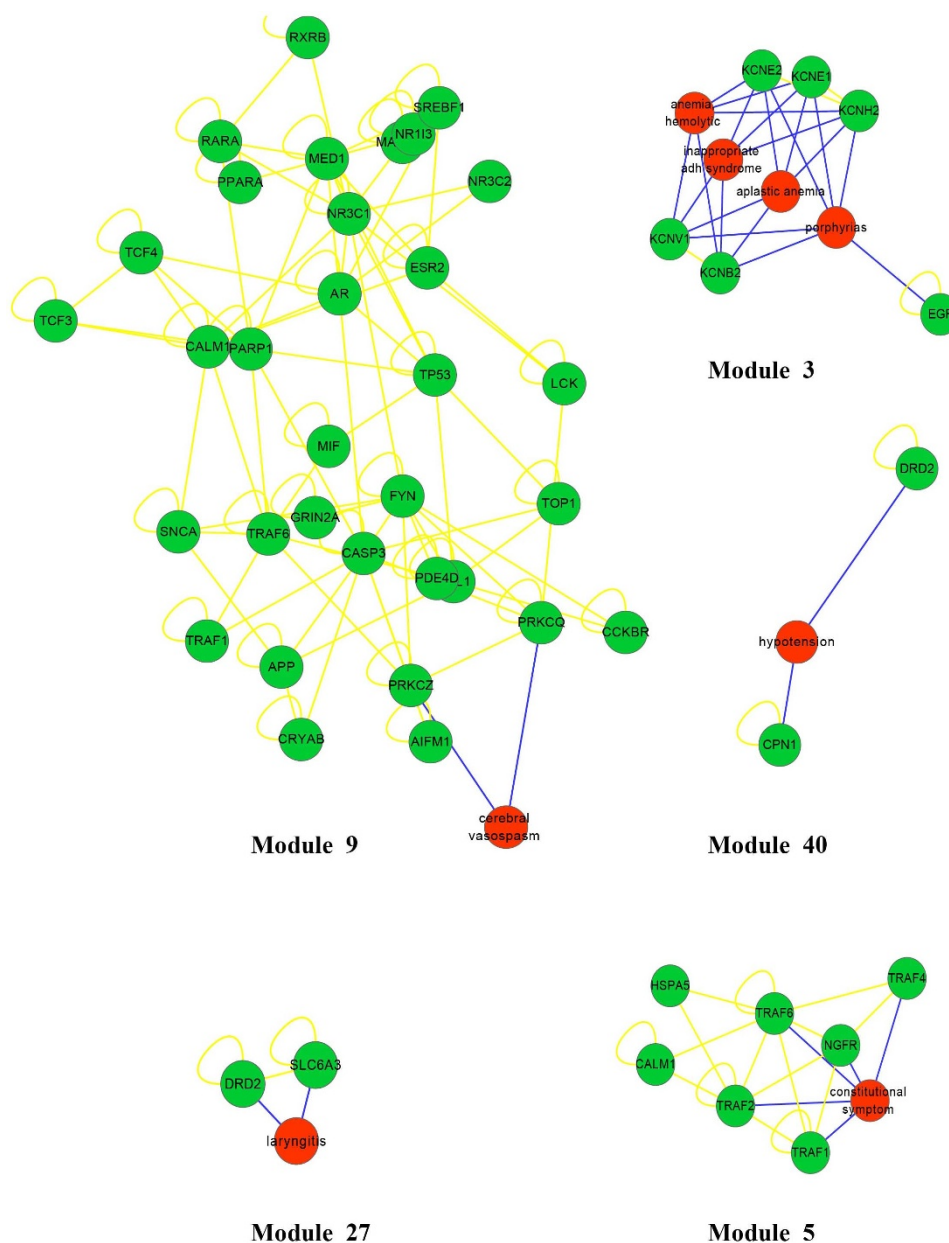 RXRB
SREBF1
NR1I3
RARA
MED1
PPARA
NR3C2
NR3C1
TCF4
ESR2
AR
TCF3
CALM1
PARP1
TP53
LCK
MIF
FYN
TOP1
GRIN2A
SNCA
TRAF6
CASP3
PDE4D
PRKCQ
CCKBR
TRAF1
APP
PRKCZ
CRYAB
AIFM1
cerebral
vasospasm
Module 9
KCNE2
KCNE1
anemia,
hemolytic
KCNH2
inappropriate
adh syndrome
aplastic anemia
porphyrias
KCNV1
KCNB2
Module 3
DRD2
hypotension
CPN1
Module 40
SLC6A3
DRD2
laryngitis
Module 27
TRAF4
HSPA5
TRAF6
NGFR
CALM1
constitutional
symptom
TRAF2
TRAF1
Module 5